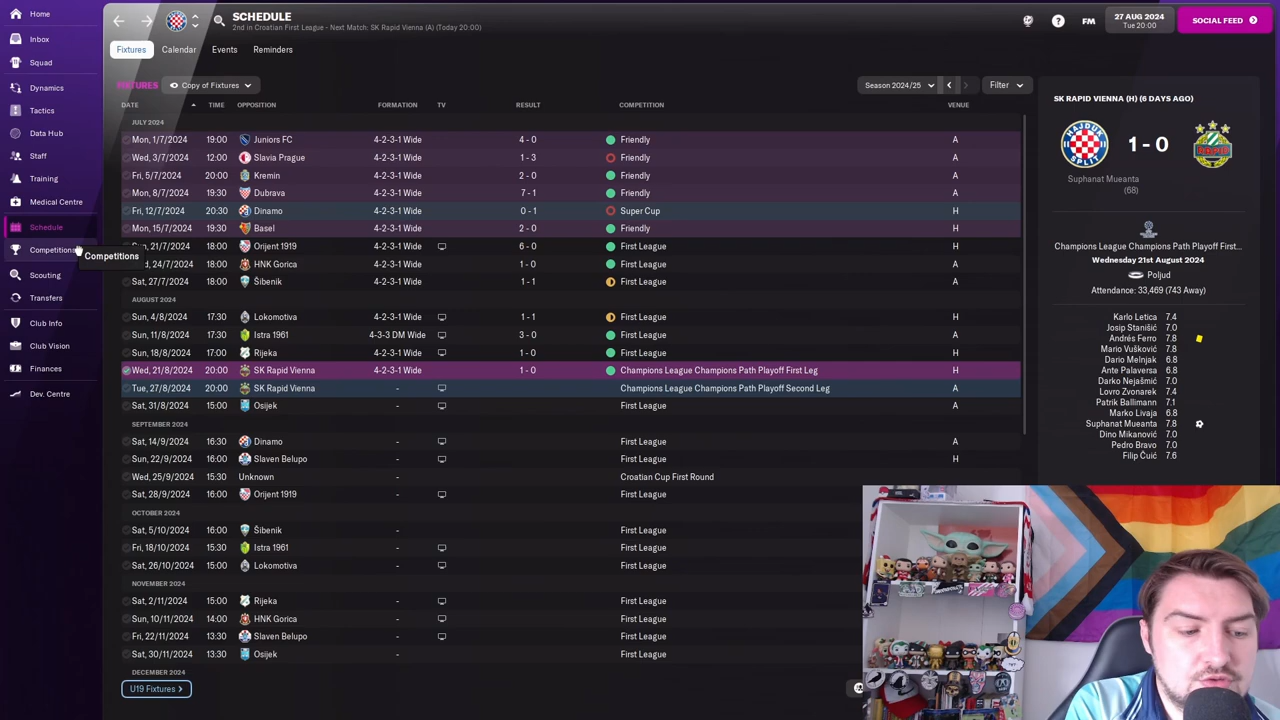 Home
SCHEDULE
2nd in Croatian First League - Next Match: SK Rapid Vienna (A) (Today 20:00)
FM
27 AUG 2024
Tue 20:00
SOCIAL FEED
Inbox
Squad
Dynamics
Tactics
Data Hub
Staff
Training
Medical Centre
Schedule
Competitions
Competitions
Scouting
Transfers
Club Info
Club Vision
Finances
Dev. Centre
Fixtures Calendar Events Reminders
FIXTURES Copy of Fixtures Season 2024/25 Filter
DATE TIME OPPOSITION FORMATION TV RESULT COMPETITION VENUE
JULY 2024
Mon, 1/7/2024 19:00 Juniors FC 4-2-3-1 Wide 4 - 0 Friendly A
Wed, 3/7/2024 12:00 Slavia Prague 4-2-3-1 Wide 1 - 3 Friendly A
Fri, 5/7/2024 20:00 Kremin 4-2-3-1 Wide 2 - 0 Friendly A
Mon, 8/7/2024 19:30 Dubrava 4-2-3-1 Wide 7 - 1 Friendly A
Fri, 12/7/2024 20:30 Dinamo 4-2-3-1 Wide 0 - 1 Super Cup H
Mon, 15/7/2024 19:30 Basel 4-2-3-1 Wide 2 - 0 Friendly H
Sun, 21/7/2024 18:00 Orijent 1919 4-2-3-1 Wide 6 - 0 First League H
24/7/2024 18:00 HNK Gorica 4-2-3-1 Wide 1 - 0 First League A
Sat, 27/7/2024 18:00 Šibenik 4-2-3-1 Wide 1 - 1 First League A
AUGUST 2024
Sun, 4/8/2024 17:30 Lokomotiva 4-2-3-1 Wide 1 - 1 First League H
Sun, 11/8/2024 17:30 Istra 1961 4-3-3 DM Wide 3 - 0 First League A
Sun, 18/8/2024 17:00 Rijeka 4-2-3-1 Wide 1 - 0 First League H
Wed, 21/8/2024 20:00 SK Rapid Vienna 4-2-3-1 Wide 1 - 0 Champions League Champions Path Playoff First Leg H
Tue, 27/8/2024 20:00 SK Rapid Vienna - Champions League Champions Path Playoff Second Leg A
Sat, 31/8/2024 15:00 Osijek - First League A
SEPTEMBER 2024
Sat, 14/9/2024 16:30 Dinamo - First League A
Sun, 22/9/2024 16:30 Slaven Belupo - First League H
Wed, 25/9/2024 15:30 Unknown - Croatian Cup First Round
Sat, 28/9/2024 16:00 Orijent 1919 - First League
OCTOBER 2024
Sat, 5/10/2024 16:00 Šibenik - First League
Fri, 18/10/2024 15:30 Istra 1961 - First League
Sat, 26/10/2024 15:00 Lokomotiva - First League
NOVEMBER 2024
Sat, 2/11/2024 15:00 Rijeka - First League
Sun, 10/11/2024 14:00 HNK Gorica - First League
Fri, 22/11/2024 13:30 Slaven Belupo - First League
Sat, 30/11/2024 13:30 Osijek - First League
DECEMBER 2024
U19 Fixtures
SK RAPID VIENNA (H) (6 DAYS AGO)
HAJDUK
SPLIT
RAPID
1 - 0
Suphanat Mueanta
(68)
Champions League Champions Path Playoff First...
Wednesday 21st August 2024
Poljud
Attendance: 33,469 (743 Away)
Karlo Letica 7.4
Josip Stanišić 7.0
Andrés Ferro 7.8
Mario Vušković 7.8
Dario Melnjak 6.8
Ante Palaversa 6.8
Darko Nejašmić 7.0
Lovro Zvonarek 7.4
Patrik Ballimann 7.1
Marko Livaja 6.8
Suphanat Mueanta 7.8
Dino Mikanović 7.0
Pedro Bravo 7.0
Filip Čuić 7.6